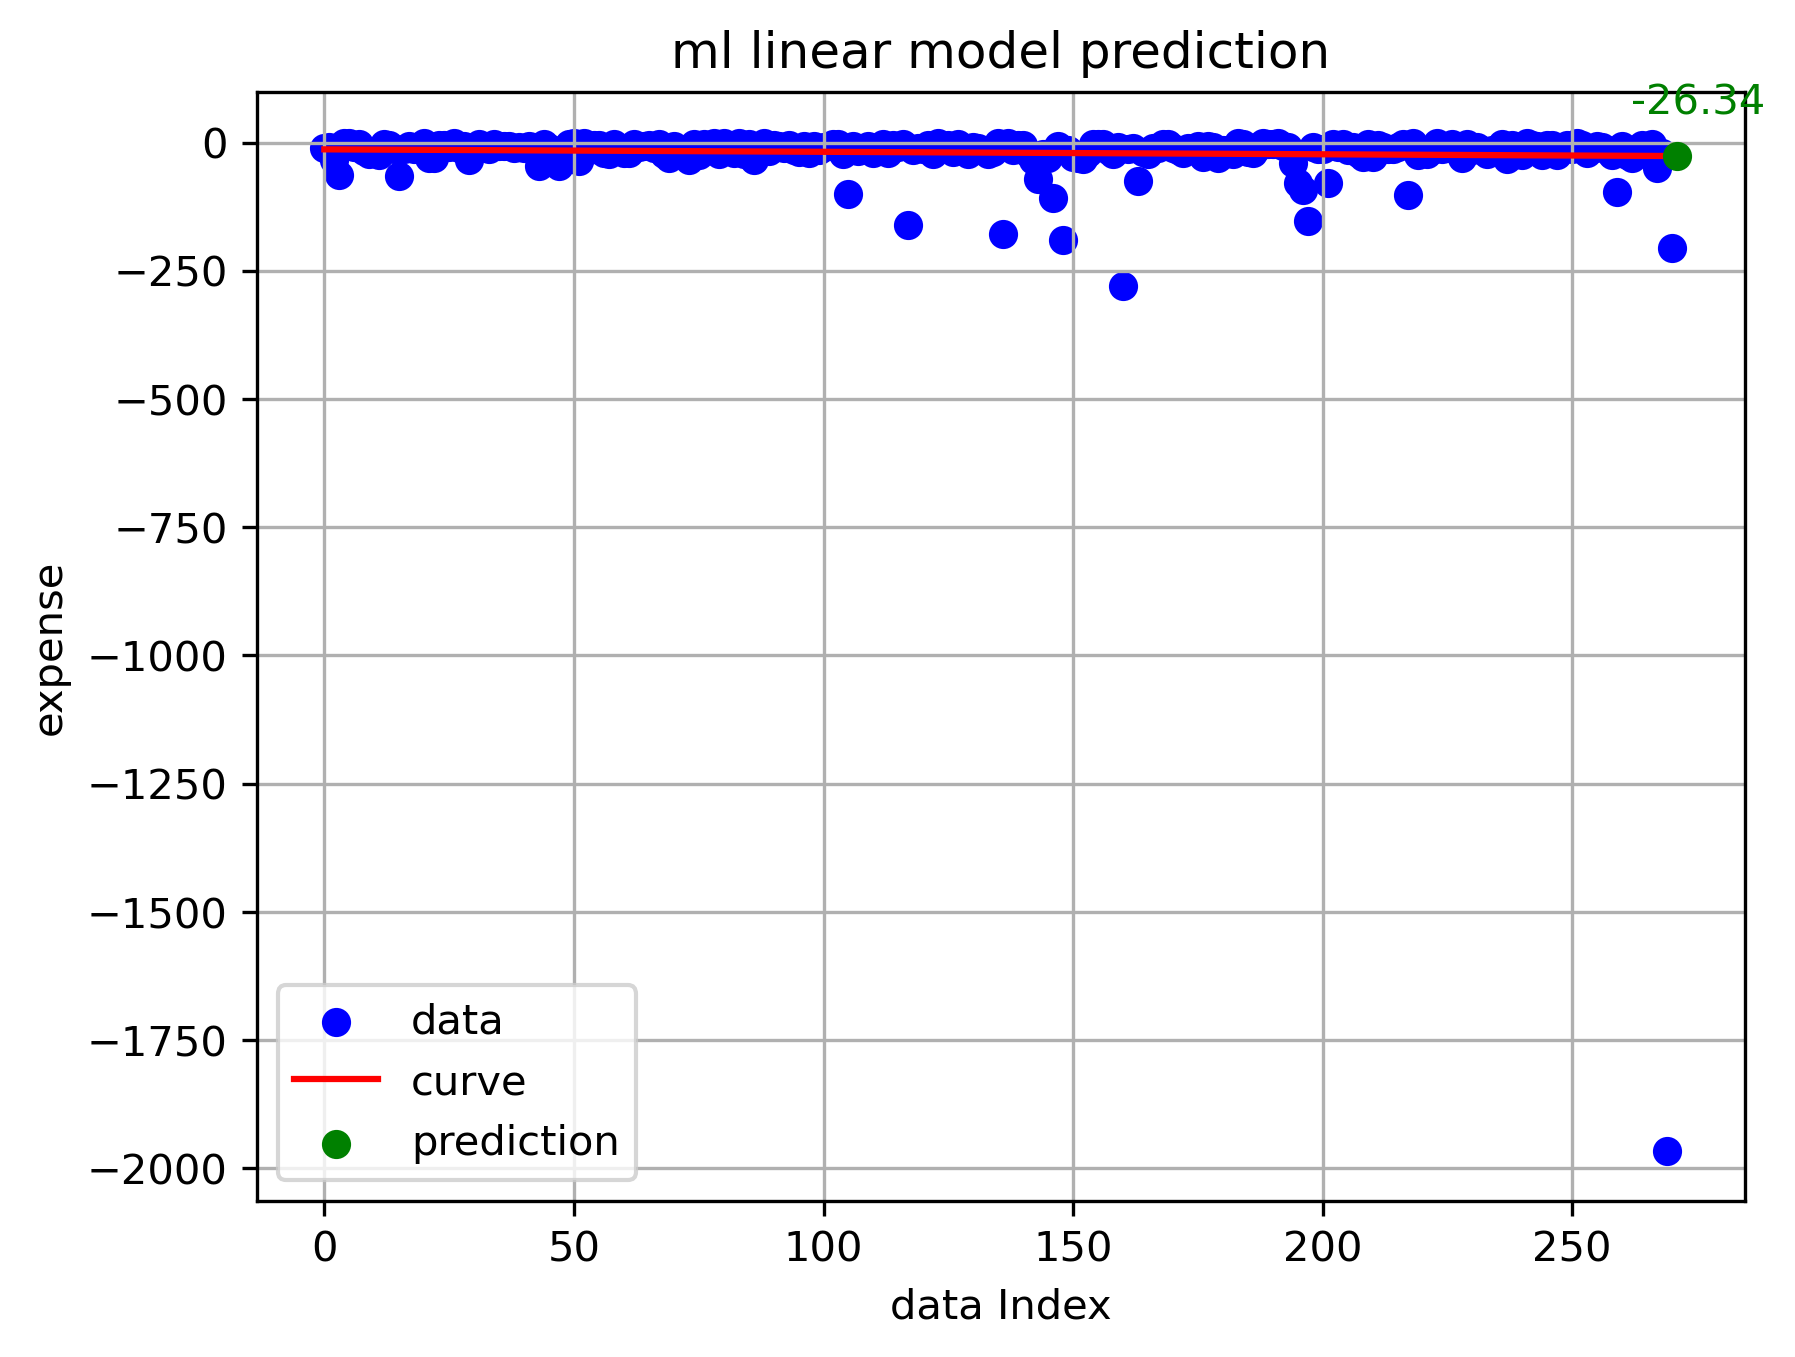 ml linear model prediction
-26.34
0
−250
−500
−750
−1000
−1250
−1500
−1750
−2000
expense
data
curve
prediction
0 50 100 150 200 250
data Index